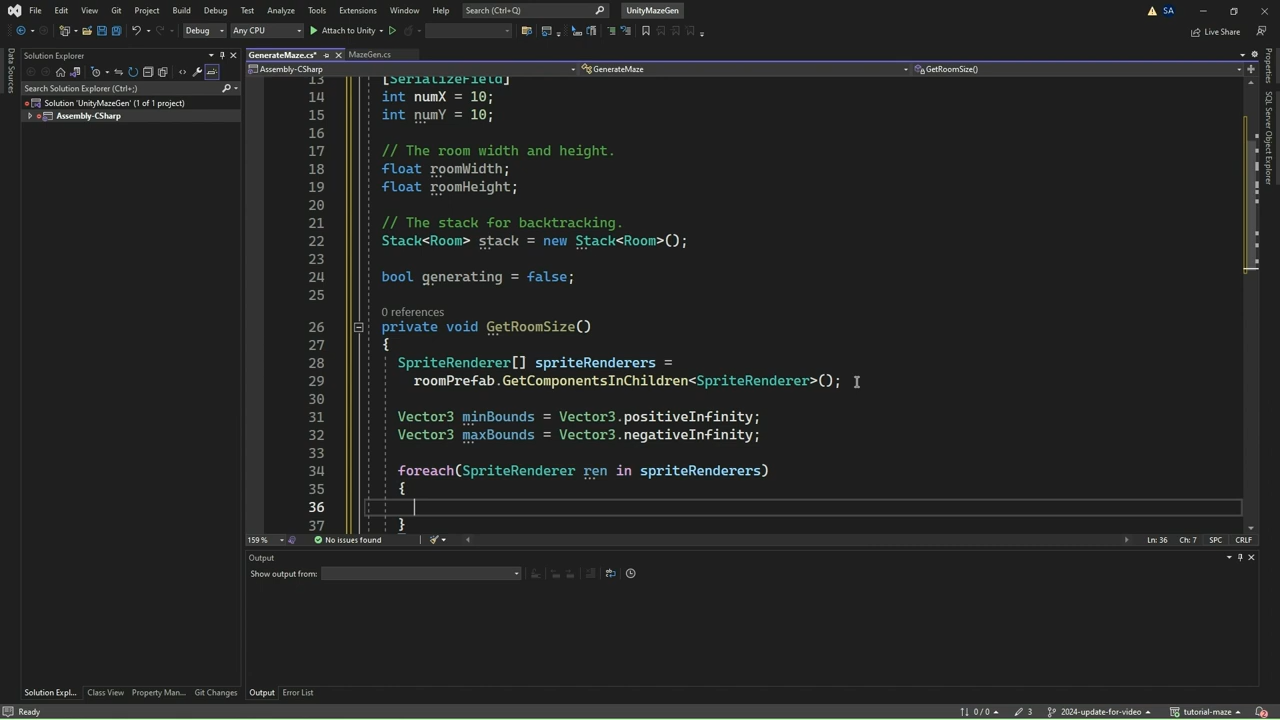 File Edit View Git Project Build Debug Test Analyze Tools Extensions Window Help Search (Ctrl+Q) UnityMazeGen SA
Debug Any CPU Attach to Unity Live Share
Data Sources
Solution Explorer
Search Solution Explorer (Ctrl+;)
Solution 'UnityMazeGen' (1 of 1 project)
Assembly-CSharp
GenerateMaze.cs* MazeGen.cs
Assembly-CSharp GenerateMaze GetRoomSize()
13 [SerializeField]
14 int numX = 10;
15 int numY = 10;
16
17 // The room width and height.
18 float roomWidth;
19 float roomHeight;
20
21 // The stack for backtracking.
22 Stack<Room> stack = new Stack<Room>();
23
24 bool generating = false;
25
0 references
26 private void GetRoomSize()
27 {
28 SpriteRenderer[] spriteRenderers =
29 roomPrefab.GetComponentsInChildren<SpriteRenderer>();
30
31 Vector3 minBounds = Vector3.positiveInfinity;
32 Vector3 maxBounds = Vector3.negativeInfinity;
33
34 foreach(SpriteRenderer ren in spriteRenderers)
35 {
36
37 }
159 % No issues found Ln: 36 Ch: 7 SPC CRLF
Output
Show output from:
Properties
SQL Server Object Explorer
Solution Expl... Class View Property Man... Git Changes Output Error List
Ready 0 / 0 3 2024-update-for-video tutorial-maze 2